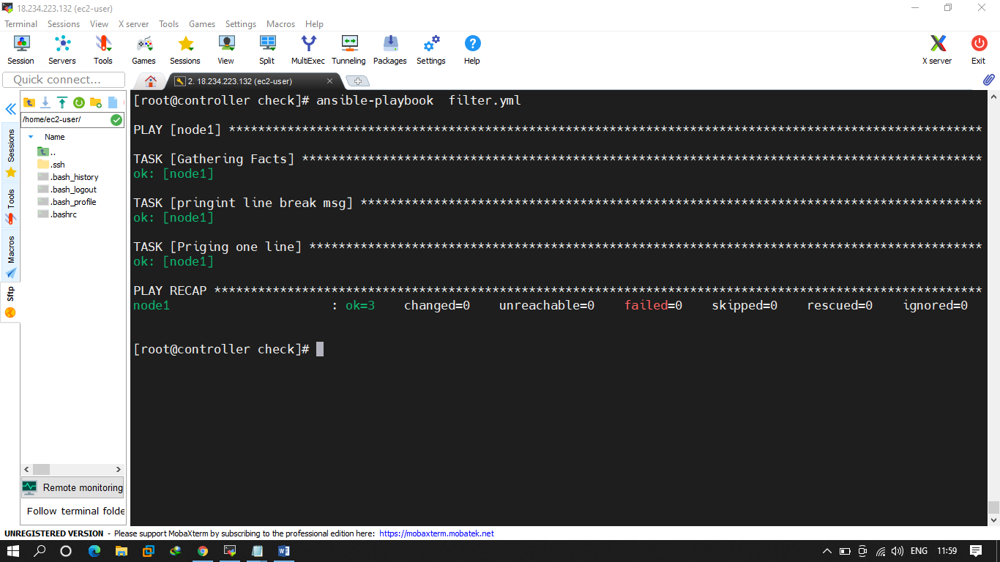 18.234.223.132 (ec2-user)
Terminal Sessions View X server Tools Games Settings Macros Help
Session Servers Tools Games Sessions View Split MultiExec Tunneling Packages Settings Help X server Exit
Quick connect...
2. 18.234.223.132 (ec2-user)
/home/ec2-user/
Name
..
.ssh
.bash_history
.bash_logout
.bash_profile
.bashrc
Sessions
Tools
Macros
Sftp
Remote monitoring
Follow terminal folde
[root@controller check]# ansible-playbook  filter.yml
PLAY [node1] *******************************************************************************************************
TASK [Gathering Facts] *********************************************************************************************
ok: [node1]
TASK [pringint line break msg] *************************************************************************************
ok: [node1]
TASK [Priging one line] ********************************************************************************************
ok: [node1]
PLAY RECAP *********************************************************************************************************
node1                      : ok=3    changed=0    unreachable=0    failed=0    skipped=0    rescued=0    ignored=0
[root@controller check]#
UNREGISTERED VERSION - Please support MobaXterm by subscribing to the professional edition here: https://mobaxterm.mobatek.net
ENG 11:59